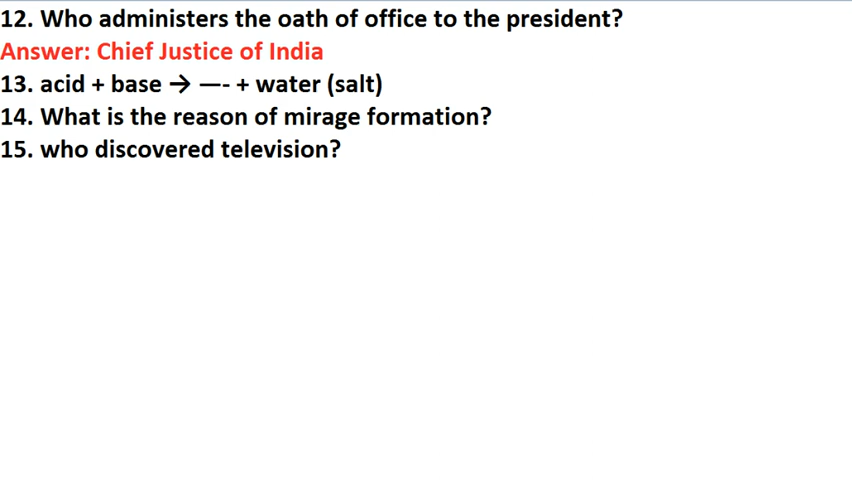 12. Who administers the oath of office to the president?
Answer: Chief Justice of India
13. acid + base → —- + water (salt)
14. What is the reason of mirage formation?
15. who discovered television?